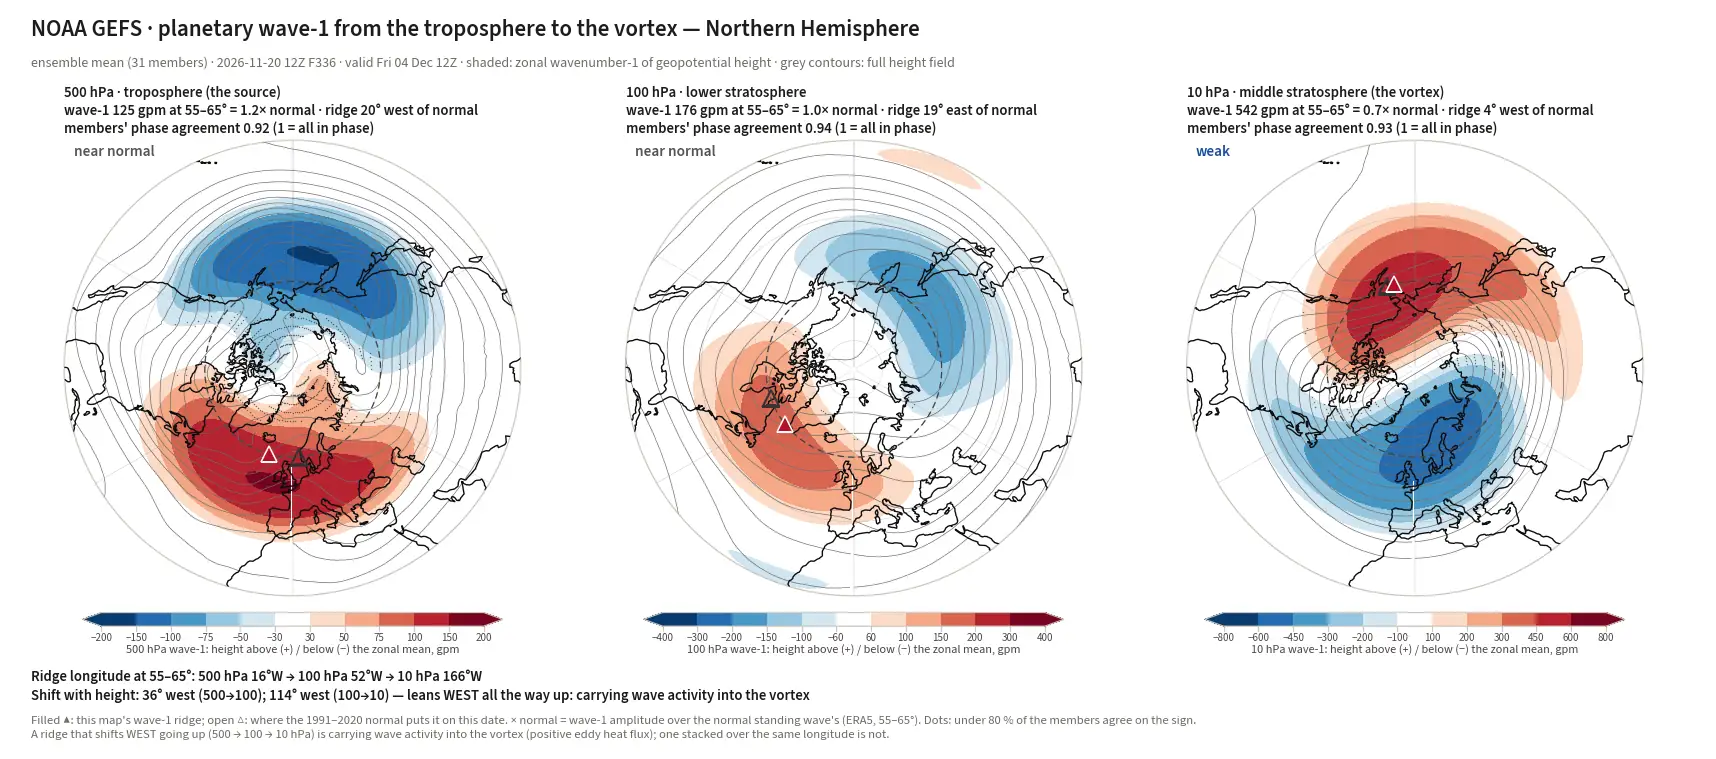 NOAA GEFS · planetary wave-1 from the troposphere to the vortex — Northern Hemisphere
ensemble mean (31 members) · 2026-11-20 12Z F336 · valid Fri 04 Dec 12Z · shaded: zonal wavenumber-1 of geopotential height · grey contours: full height field
500 hPa · troposphere (the source)
wave-1 125 gpm at 55–65° = 1.2× normal · ridge 20° west of normal
members' phase agreement 0.92 (1 = all in phase)
near normal
100 hPa · lower stratosphere
wave-1 176 gpm at 55–65° = 1.0× normal · ridge 19° east of normal
members' phase agreement 0.94 (1 = all in phase)
near normal
10 hPa · middle stratosphere (the vortex)
wave-1 542 gpm at 55–65° = 0.7× normal · ridge 4° west of normal
members' phase agreement 0.93 (1 = all in phase)
weak
−200 −150 −100 −75 −50 −30 30 50 75 100 150 200
500 hPa wave-1: height above (+) / below (−) the zonal mean, gpm
−400 −300 −200 −150 −100 −60 60 100 150 200 300 400
100 hPa wave-1: height above (+) / below (−) the zonal mean, gpm
−800 −600 −450 −300 −200 −100 100 200 300 450 600 800
10 hPa wave-1: height above (+) / below (−) the zonal mean, gpm
Ridge longitude at 55–65°: 500 hPa 16°W → 100 hPa 52°W → 10 hPa 166°W
Shift with height: 36° west (500→100); 114° west (100→10) — leans WEST all the way up: carrying wave activity into the vortex
Filled ▲: this map's wave-1 ridge; open △: where the 1991–2020 normal puts it on this date. × normal = wave-1 amplitude over the normal standing wave's (ERA5, 55–65°). Dots: under 80 % of the members agree on the sign.
A ridge that shifts WEST going up (500 → 100 → 10 hPa) is carrying wave activity into the vortex (positive eddy heat flux); one stacked over the same longitude is not.